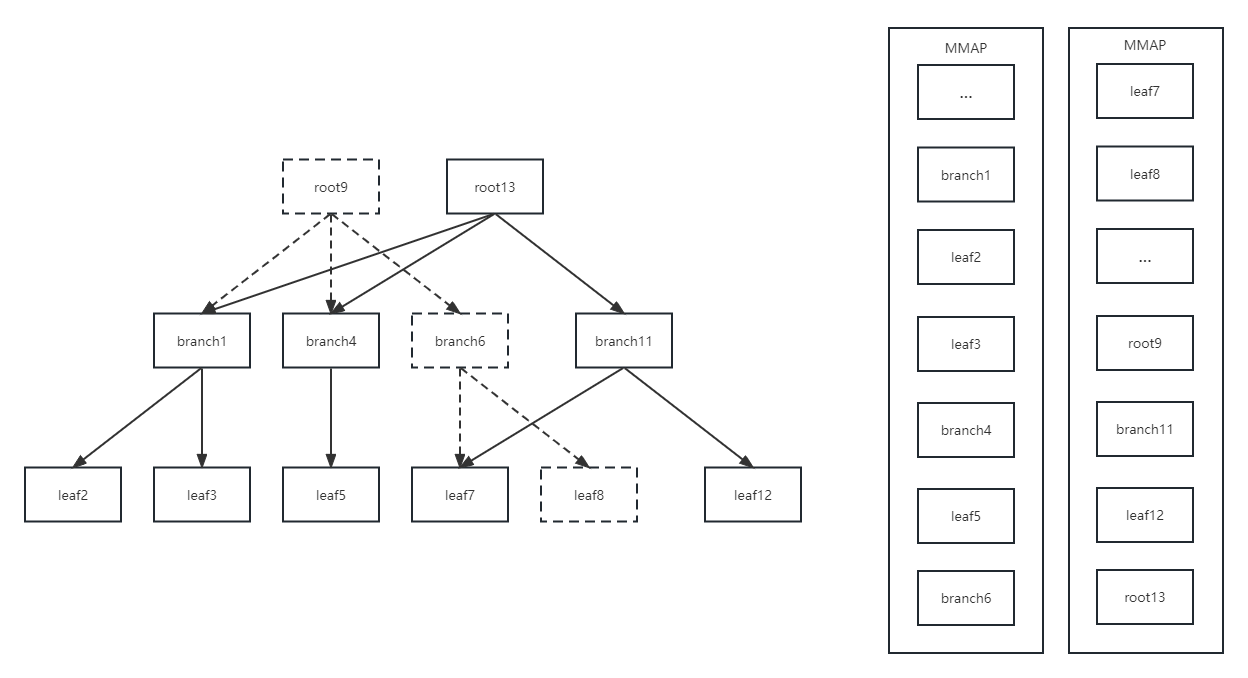 root9
root13
branch1
branch4
branch6
branch11
leaf2
leaf3
leaf5
leaf7
leaf8
leaf12
MMAP
...
branch1
leaf2
leaf3
branch4
leaf5
branch6
MMAP
leaf7
leaf8
...
root9
branch11
leaf12
root13